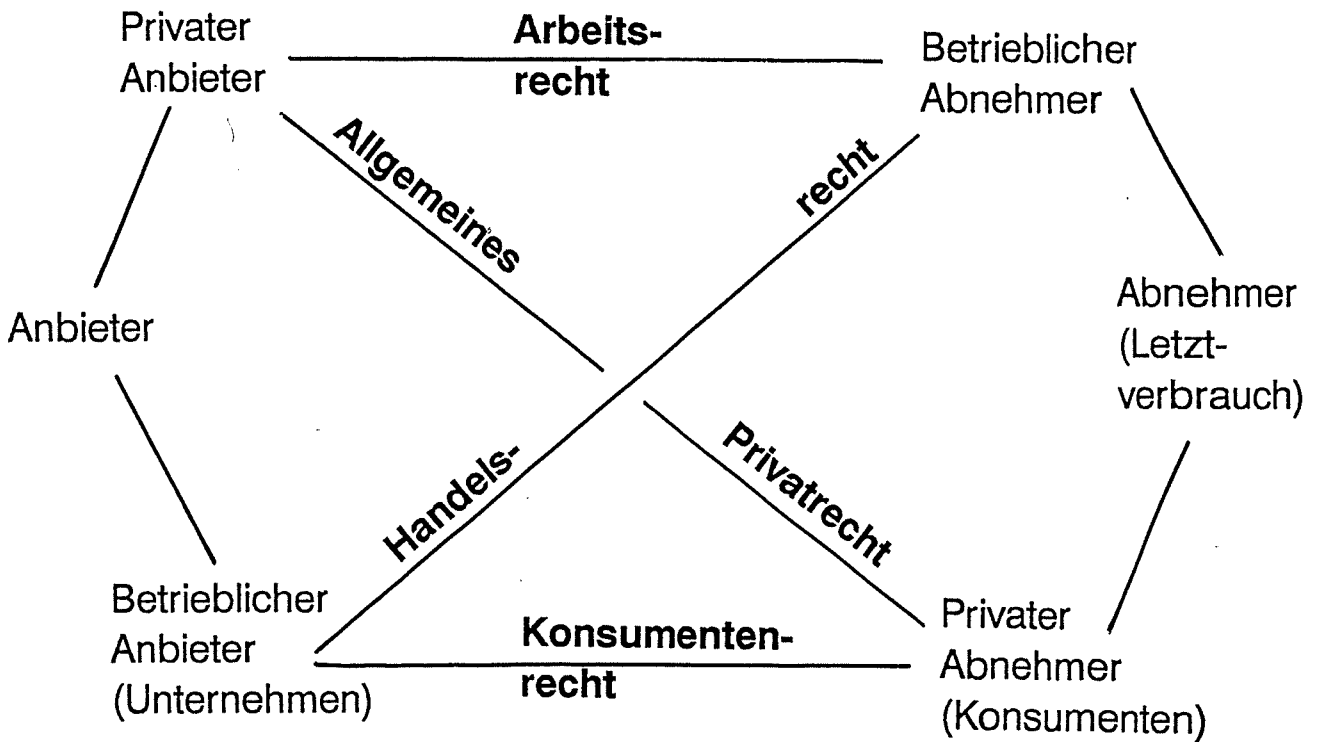 Privater
Anbieter
Arbeits-
recht
Betrieblicher
Abnehmer
Allgemeines
recht
Anbieter
Abnehmer
(Letzt-
verbrauch)
Handels-
Privatrecht
Betrieblicher
Anbieter
(Unternehmen)
Konsumenten-
recht
Privater
Abnehmer
(Konsumenten)